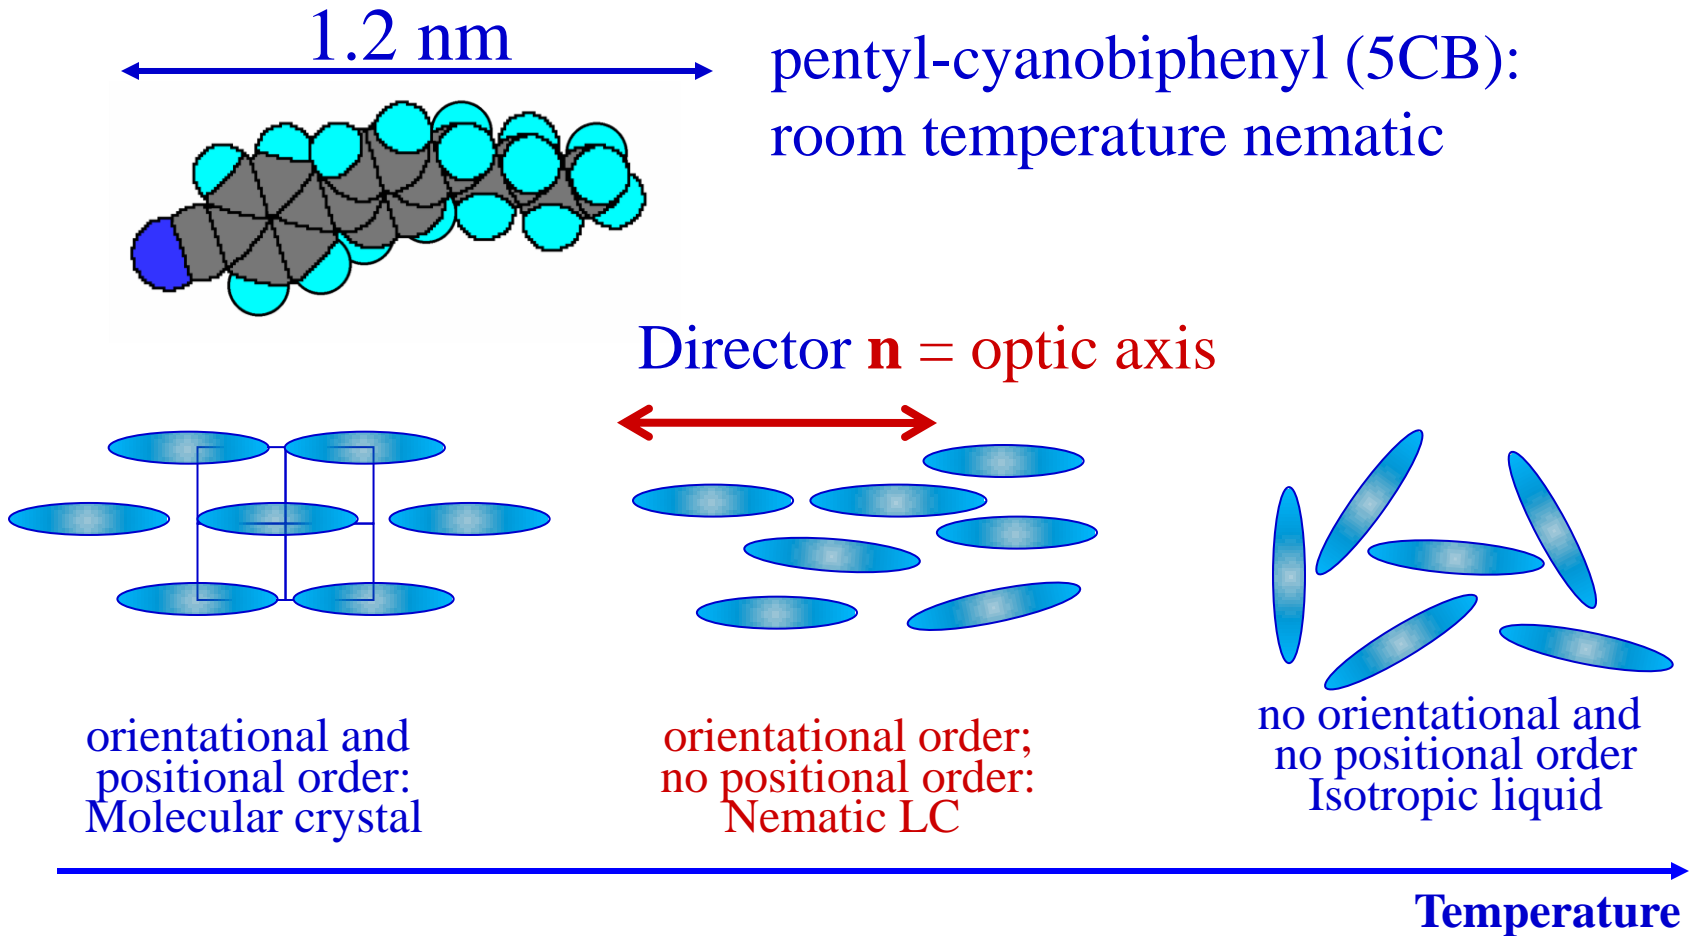 1.2 nm
pentyl-cyanobiphenyl (5CB):
room temperature nematic
Director n = optic axis
orientational and
positional order:
Molecular crystal
orientational order;
no positional order:
Nematic LC
no orientational and
no positional order
Isotropic liquid
Temperature